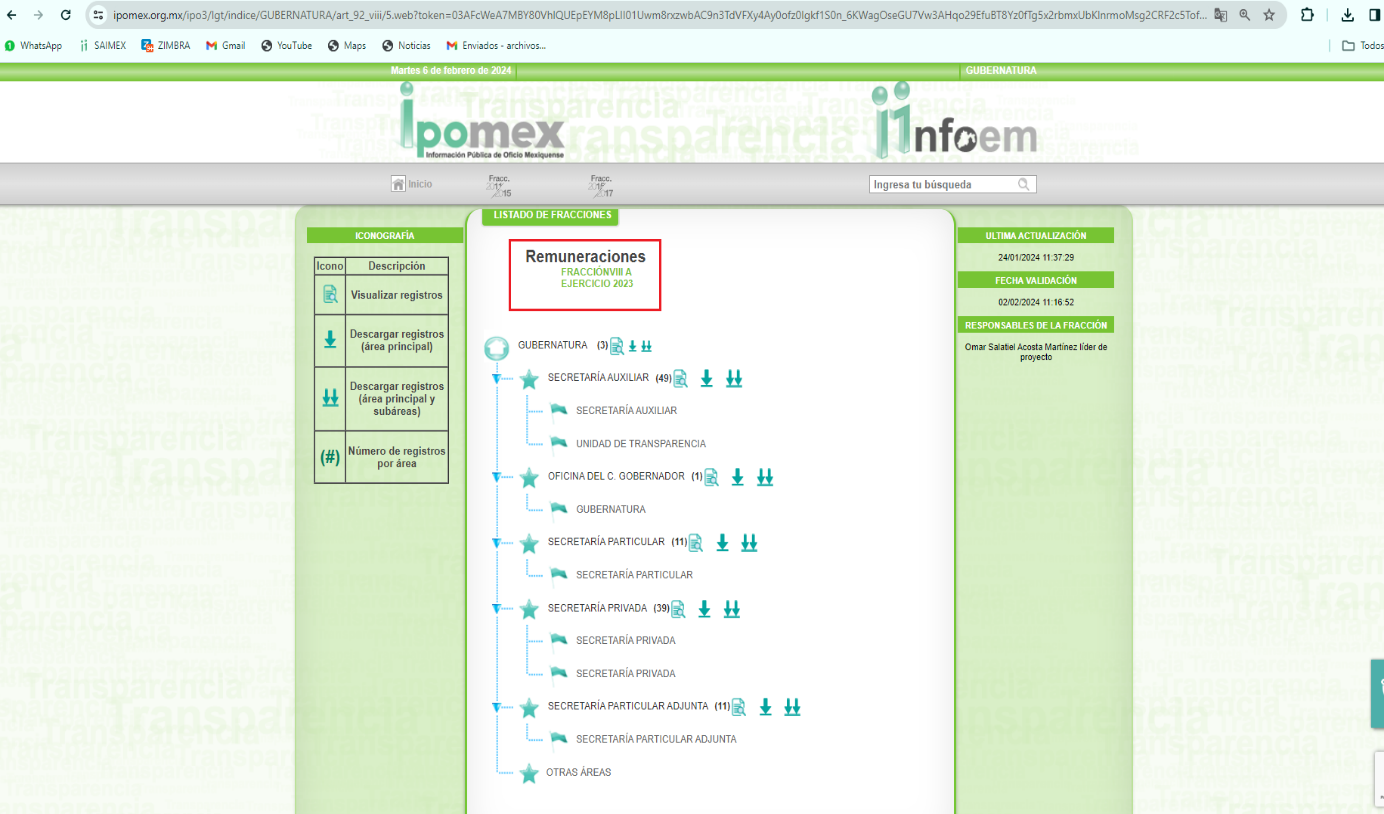 ipomex.org.mx/ipo3/lgt/indice/GUBERNATURA/art_92_viii/5.web?token=
WhatsApp SAIMEX ZIMBRA Gmail YouTube Maps Noticias Enviados - archivos... Todos
Martes 6 de febrero de 2024 GUBERNATURA
ipomex
Información Pública de Oficio Mexiquense
infoem
Inicio
Fracc.
15
Fracc.
17
Ingresa tu búsqueda
ICONOGRAFÍA
Icono Descripción
Visualizar registros
Descargar registros
(área principal)
Descargar registros
(área principal y
subáreas)
(#) Número de registros
por área
LISTADO DE FRACCIONES
Remuneraciones
FRACCIÓNVIII A
EJERCICIO 2023
GUBERNATURA (3)
SECRETARÍA AUXILIAR (49)
SECRETARÍA AUXILIAR
UNIDAD DE TRANSPARENCIA
OFICINA DEL C. GOBERNADOR (1)
GUBERNATURA
SECRETARÍA PARTICULAR (11)
SECRETARÍA PARTICULAR
SECRETARÍA PRIVADA (39)
SECRETARÍA PRIVADA
SECRETARÍA PRIVADA
SECRETARÍA PARTICULAR ADJUNTA (11)
SECRETARÍA PARTICULAR ADJUNTA
OTRAS ÁREAS
ULTIMA ACTUALIZACIÓN
24/01/2024 11:37:29
FECHA VALIDACIÓN
02/02/2024 11:16:52
RESPONSABLES DE LA FRACCIÓN
Omar Salatiel Acosta Martínez líder de
proyecto